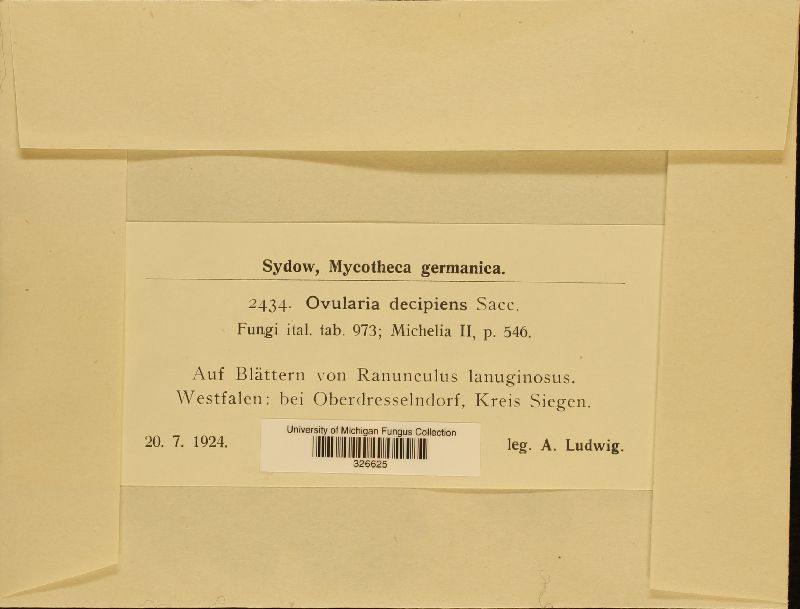 Sydow, Mycotheca germanica.
2434. Ovularia decipiens Sacc.
Fungi ital. tab. 973; Michelia II, p. 546.
Auf Blättern von Ranunculus lanuginosus.
Westfalen: bei Oberdresselndorf, Kreis Siegen.
20. 7. 1924.
leg. A. Ludwig.
University of Michigan Fungus Collection
326625